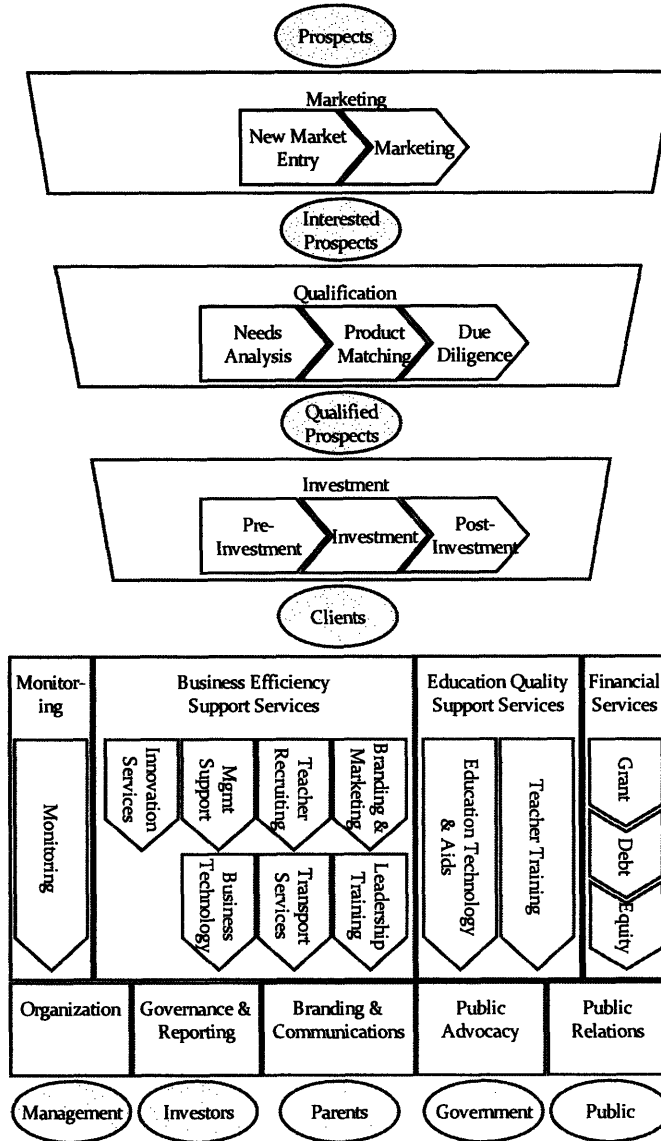 Prospects
Marketing
New Market
Entry
Marketing
Interested
Prospects
Qualification
Needs
Analysis
Product
Matching
Due
Diligence
Qualified
Prospects
Investment
Pre-
Investment
Investment
Post-
Investment
Clients
Monitor-
ing
Business Efficiency
Support Services
Education Quality
Support Services
Financial
Services
Monitoring
Innovation
Services
Mgmt
Support
Teacher
Recruiting
Branding &
Marketing
Business
Technology
Transport
Services
Leadership
Training
Education Technology
& Aids
Teacher Training
Grant
Debt
Equity
Organization
Governance &
Reporting
Branding &
Communications
Public
Advocacy
Public
Relations
Management
Investors
Parents
Government
Public